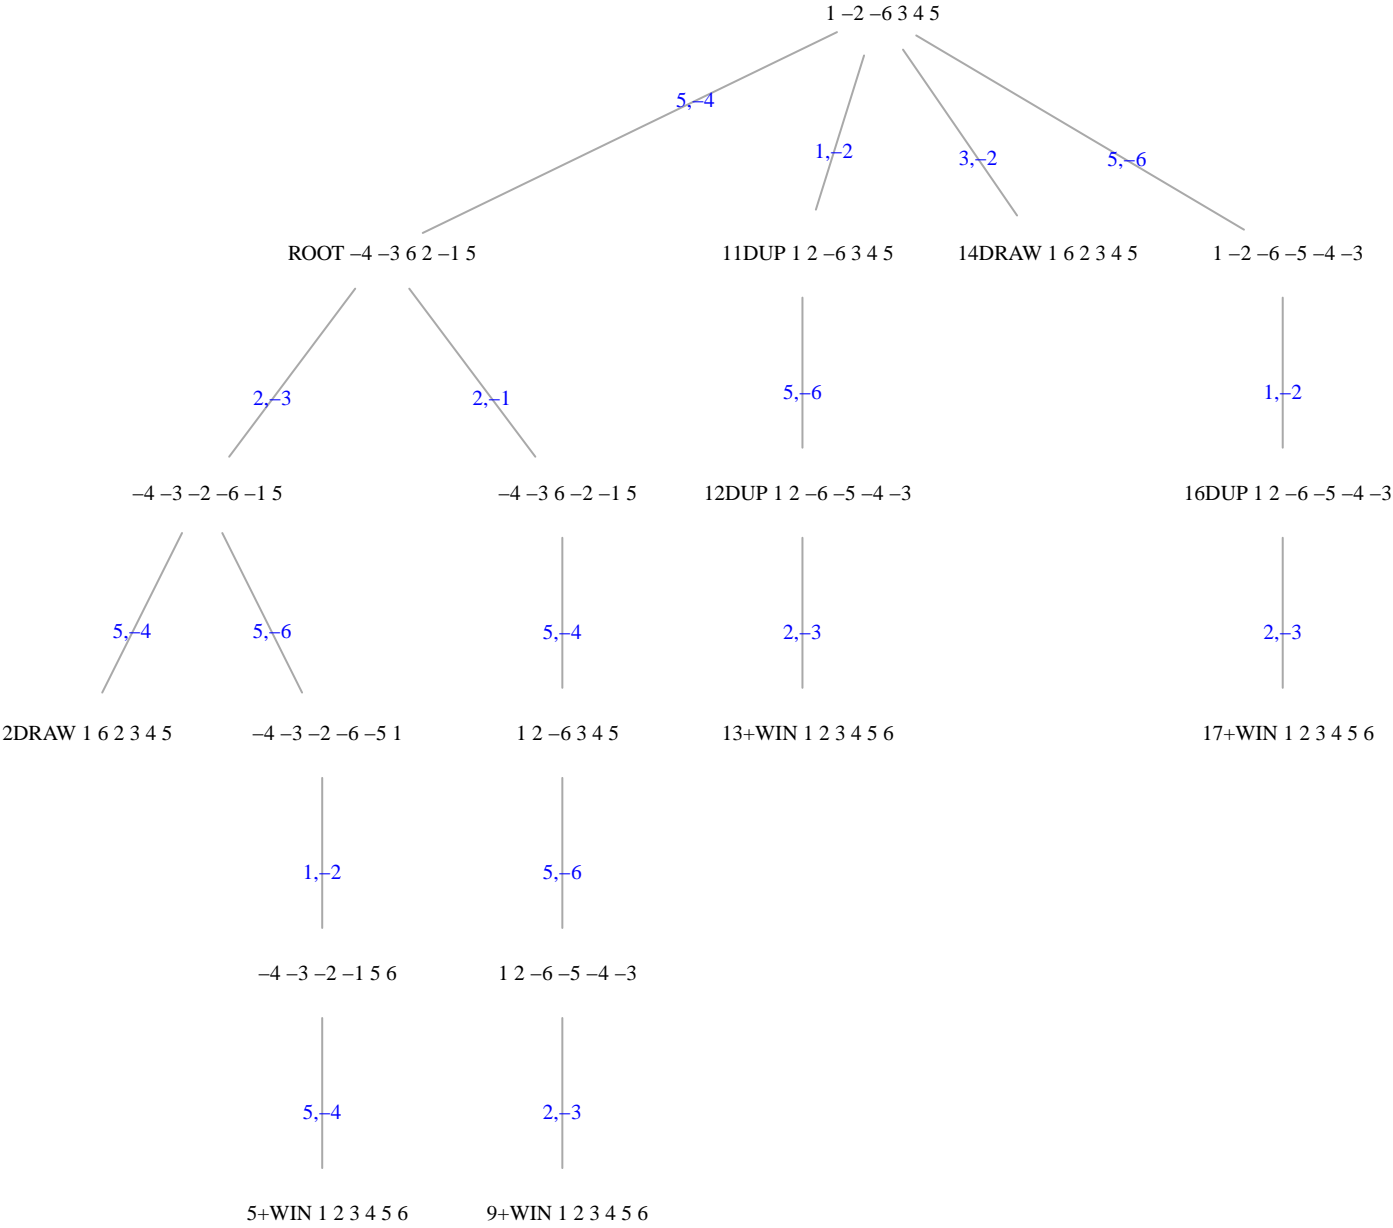 1 –2 –6 3 4 5
5,–4
1,–2
3,–2
5,–6
ROOT –4 –3 6 2 –1 5
11DUP 1 2 –6 3 4 5
14DRAW 1 6 2 3 4 5
1 –2 –6 –5 –4 –3
2,–3
2,–1
5,–6
1,–2
–4 –3 –2 –6 –1 5
–4 –3 6 –2 –1 5
12DUP 1 2 –6 –5 –4 –3
16DUP 1 2 –6 –5 –4 –3
5,–4
5,–6
5,–4
2,–3
2,–3
2DRAW 1 6 2 3 4 5
–4 –3 –2 –6 –5 1
1 2 –6 3 4 5
13+WIN 1 2 3 4 5 6
17+WIN 1 2 3 4 5 6
1,–2
5,–6
–4 –3 –2 –1 5 6
1 2 –6 –5 –4 –3
5,–4
2,–3
5+WIN 1 2 3 4 5 6
9+WIN 1 2 3 4 5 6